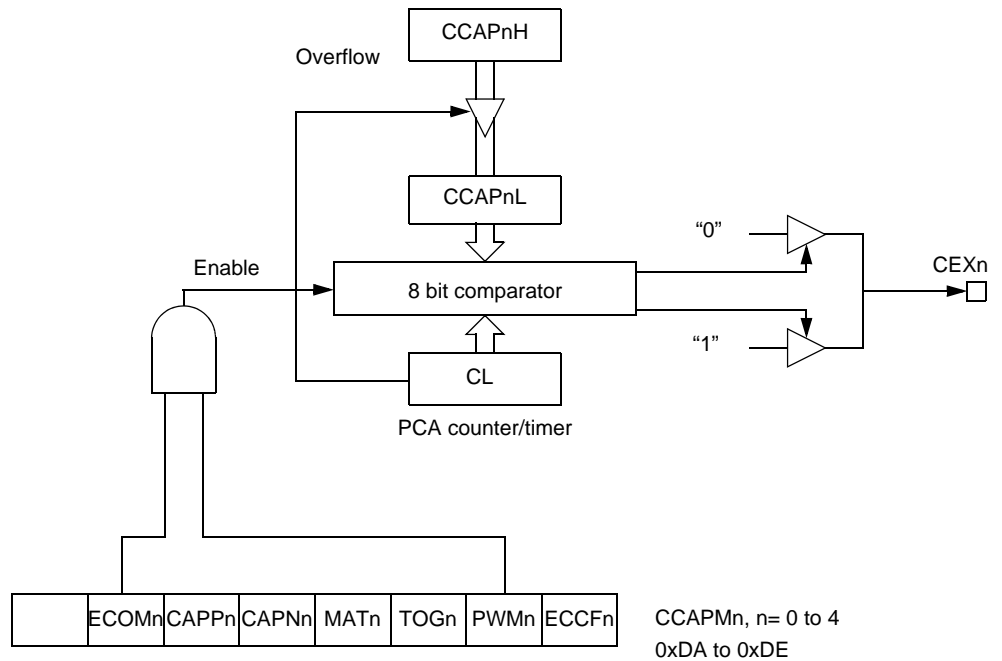 CCAPnH
Overflow
CCAPnL
“0”
Enable
8 bit comparator
CEXn
“1”
CL
PCA counter/timer
ECOMn CAPPn CAPNn MATn TOGn PWMn ECCFn
CCAPMn, n= 0 to 4
0xDA to 0xDE